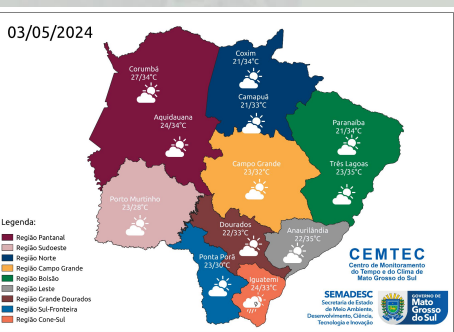 03/05/2024
Corumbá
27/34°C
Coxim
21/34°C
Camapuã
21/33°C
Aquidauana
24/34°C
Paranaíba
21/34°C
Três Lagoas
23/35°C
Campo Grande
23/32°C
Porto Murtinho
23/28°C
Dourados
22/33°C
Anaurilândia
22/35°C
Ponta Porã
23/30°C
Iguatemi
24/33°C
Legenda:
Região Pantanal
Região Sudoeste
Região Norte
Região Campo Grande
Região Bolsão
Região Leste
Região Grande Dourados
Região Sul-Fronteira
Região Cone-Sul
CEMTEC
Centro de Monitoramento
do Tempo e do Clima de
Mato Grosso do Sul
SEMADESC
Secretaria de Estado
de Meio Ambiente,
Desenvolvimento, Ciência,
Tecnologia e Inovação
GOVERNO DE
Mato
Grosso
do Sul